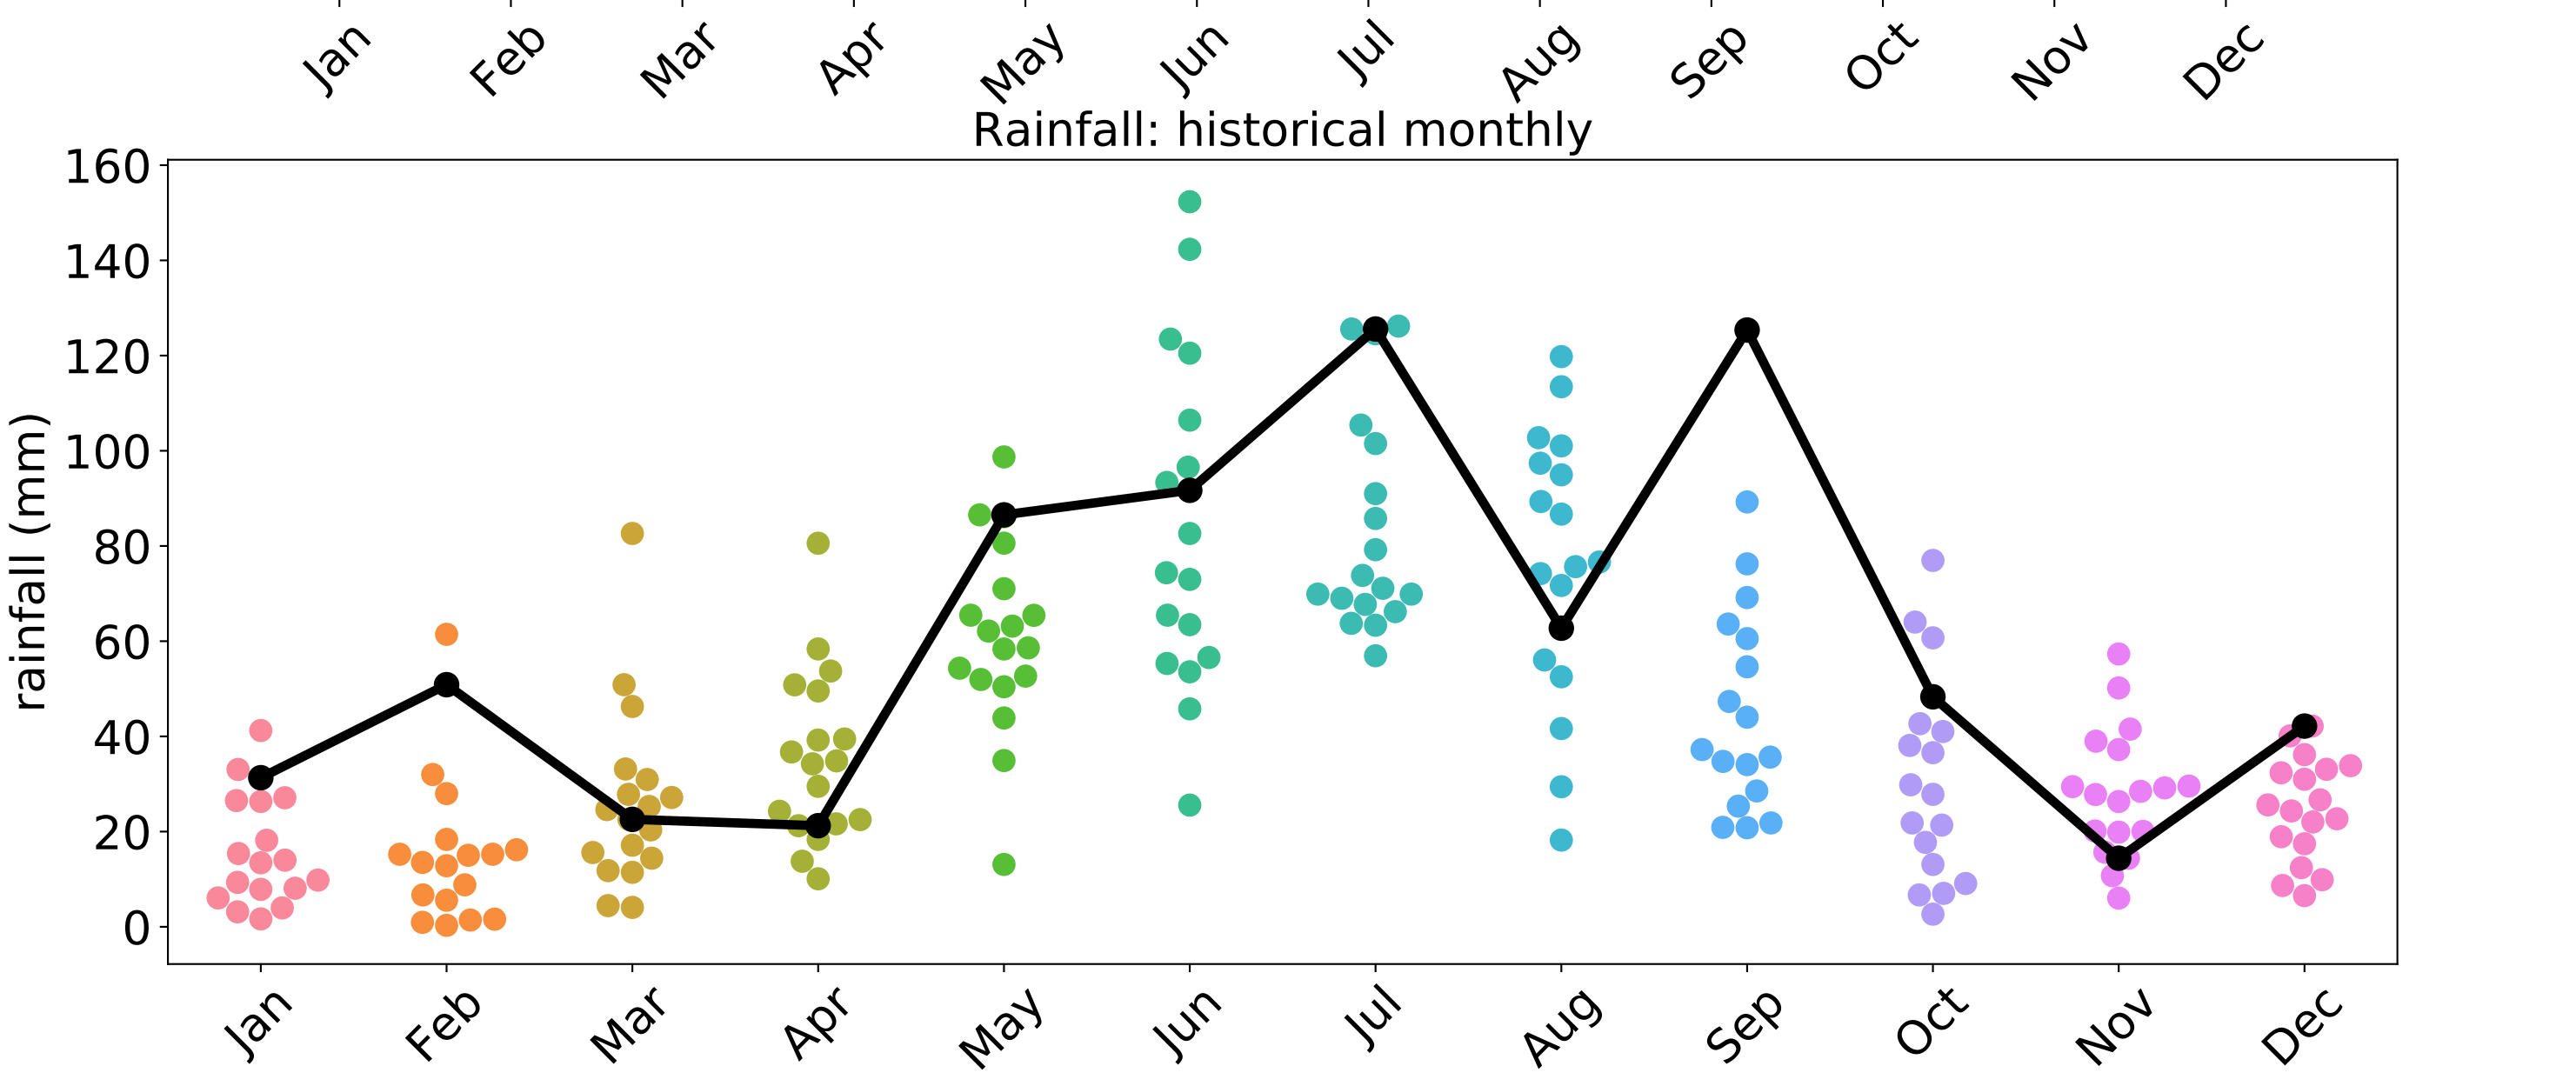 Jan Feb Mar Apr May Jun Jul Aug Sep Oct Nov Dec
Rainfall: historical monthly
rainfall (mm)
160
140
120
100
80
60
40
20
0
Jan Feb Mar Apr May Jun Jul Aug Sep Oct Nov Dec